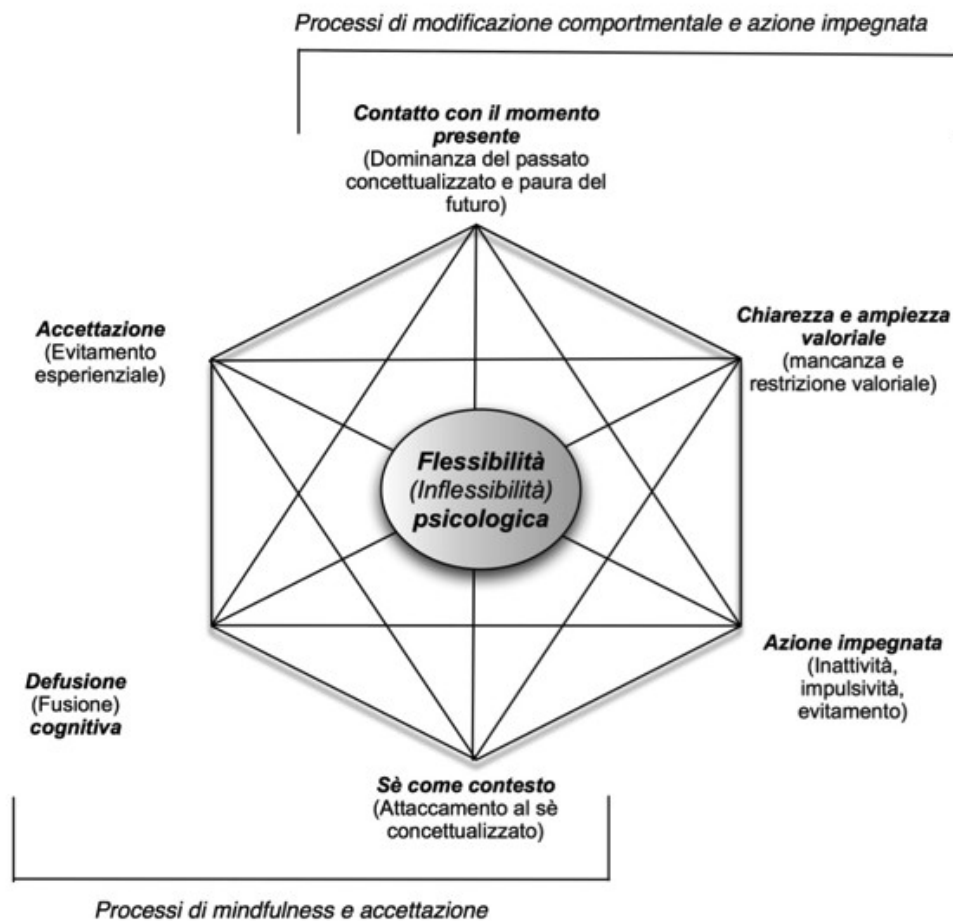 Processi di modificazione comportmentale e azione impegnata
Contatto con il momento
presente
(Dominanza del passato
concettualizzato e paura del
futuro)
Accettazione
(Evitamento
esperienziale)
Chiarezza e ampiezza
valoriale
(mancanza e
restrizione valoriale)
Flessibilità
(Inflessibilità)
psicologica
Defusione
(Fusione)
cognitiva
Azione impegnata
(Inattività,
impulsività,
evitamento)
Sè come contesto
(Attaccamento al sè
concettualizzato)
Processi di mindfulness e accettazione